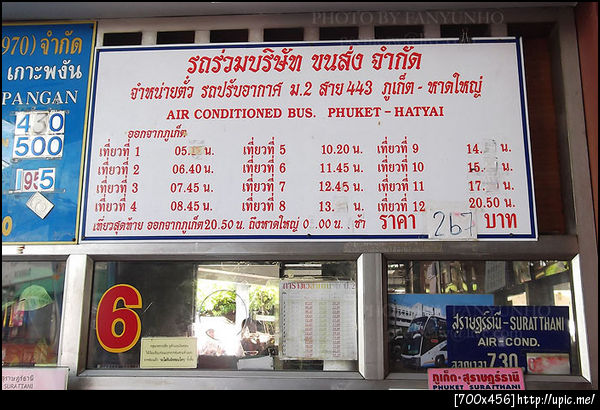 PHOTO BY FANYUNHO
1970) จำกัด
เกาะพงัน
PANGAN
430
500
1955
รถร่วมบริษัท ขนส่ง จำกัด
จำหน่ายตั๋ว รถปรับอากาศ ม.2 สาย 443 ภูเก็ต - หาดใหญ่
AIR CONDITIONED BUS. PHUKET – HATYAI
ออกจากภูเก็ต
เที่ยวที่ 1 05. น. เที่ยวที่ 5 10.20 น. เที่ยวที่ 9 14. น.
เที่ยวที่ 2 06.40 น. เที่ยวที่ 6 11.45 น. เที่ยวที่ 10 15. น.
เที่ยวที่ 3 07.45 น. เที่ยวที่ 7 12.45 น. เที่ยวที่ 11 17. น.
เที่ยวที่ 4 08.45 น. เที่ยวที่ 8 13. น. เที่ยวที่ 12 20.50 น.
เที่ยวสุดท้าย ออกจากภูเก็ต 20.50 น. ถึงหาดใหญ่ 0 .00 น. เช้า ราคา 267 บาท
6
สุราษฎร์ธานี - SURATTHANI
AIR - COND.
730
ภูเก็ต - สุราษฎร์ธานี
PHUKET SURATTHANI
SURATTANI
[700x456]http://upic.me/